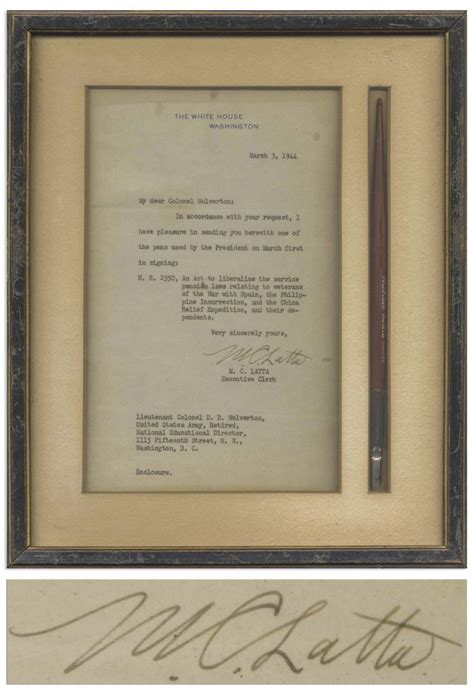 THE WHITE HOUSE
WASHINGTON
March 3, 1944
My dear Colonel Wolverton:
In accordance with your request, I
have pleasure in sending you herewith one of
the pens used by the President on March first
in signing:
H. R. 2350, An Act to liberalize the service
pension laws relating to veterans
of the War with Spain, the Philip-
pine Insurrection, and the China
Relief Expedition, and their de-
pendents.
Very sincerely yours,
M.C. Latta
M. C. LATTA
Executive Clerk
Lieutenant Colonel D. R. Wolverton,
United States Army, Retired,
National Educational Director,
1113 Fifteenth Street, N. W.,
Washington, D. C.
Enclosure.
M.C. Latta